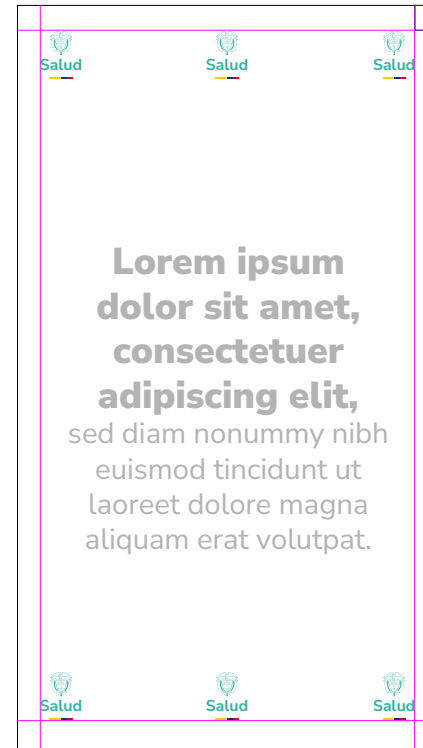 Salud Salud Salud
Lorem ipsum
dolor sit amet,
consectetuer
adipiscing elit,
sed diam nonummy nibh
euismod tincidunt ut
laoreet dolore magna
aliquam erat volutpat.
Salud Salud Salud